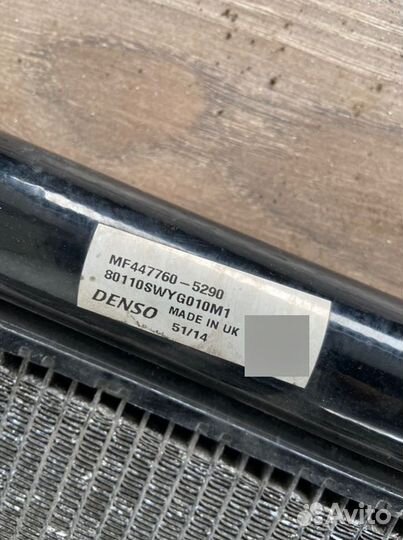 MF447760-5290
80110SWYG010M1
DENSO MADE IN UK
51/14
Avito